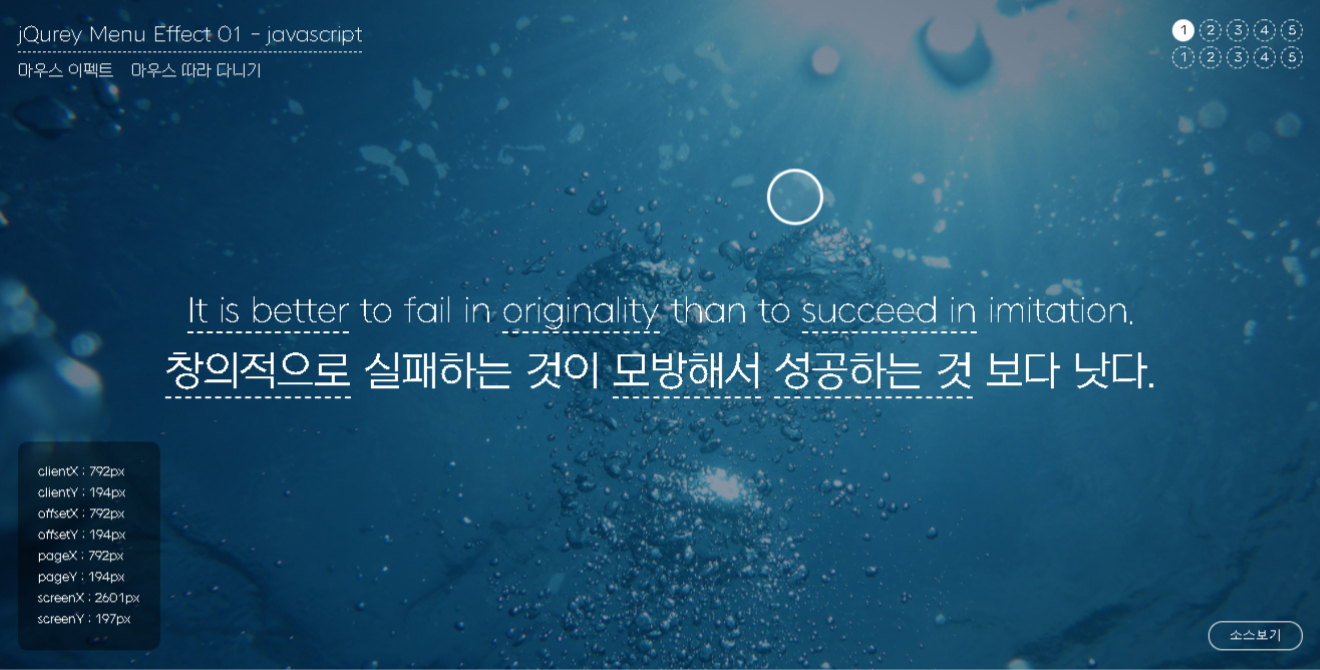 jQurey Menu Effect 01 - javascript
마우스 이펙트 마우스 따라 다니기
1 2 3 4 5
1 2 3 4 5
It is better to fail in originality than to succeed in imitation.
창의적으로 실패하는 것이 모방해서 성공하는 것 보다 낫다.
clientX : 792px
clientY : 194px
offsetX : 792px
offsetY : 194px
pageX : 792px
pageY : 194px
screenX : 2601px
screenY : 197px
소스보기